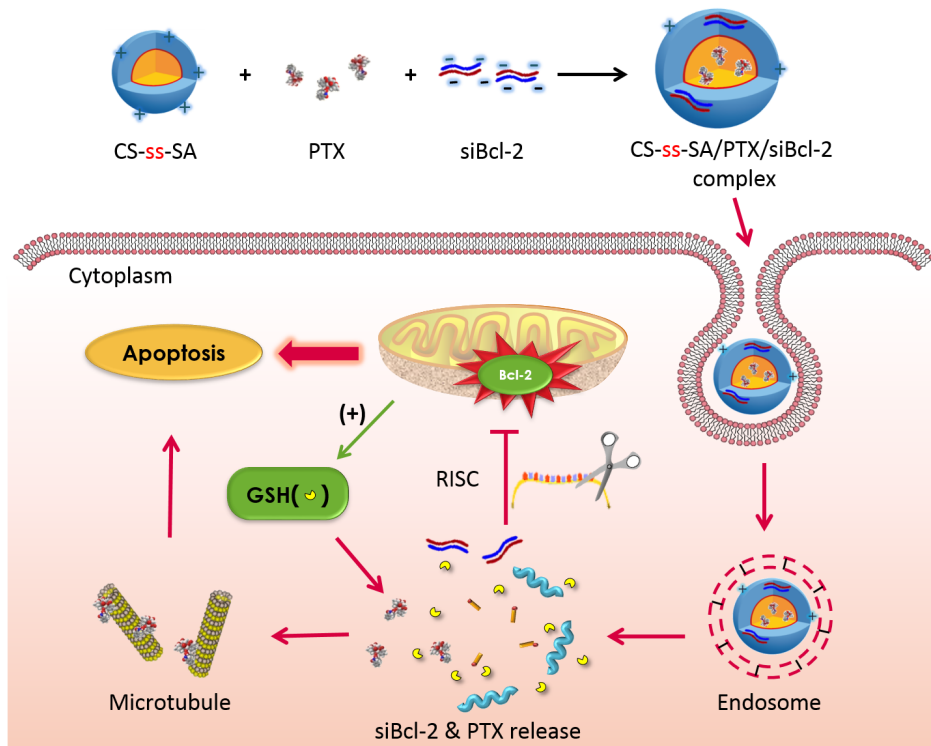 + + +
CS-ss-SA PTX siBcl-2 CS-ss-SA/PTX/siBcl-2
complex
Cytoplasm
Apoptosis
Bcl-2
(+)
GSH( )
RISC
Microtubule
siBcl-2 & PTX release
Endosome